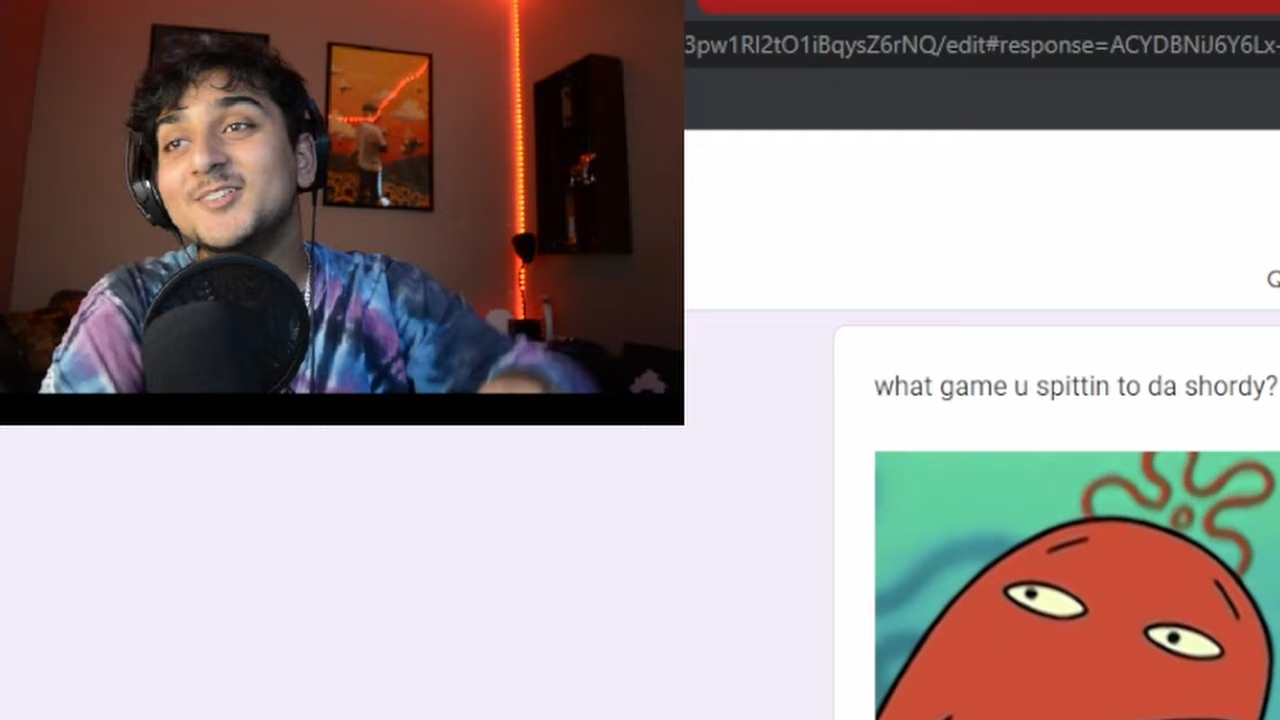 3pw1Rl2tO1iBqysZ6rNQ/edit#response=ACYDBNiJ6Y6Lx-
Q
what game u spittin to da shordy?